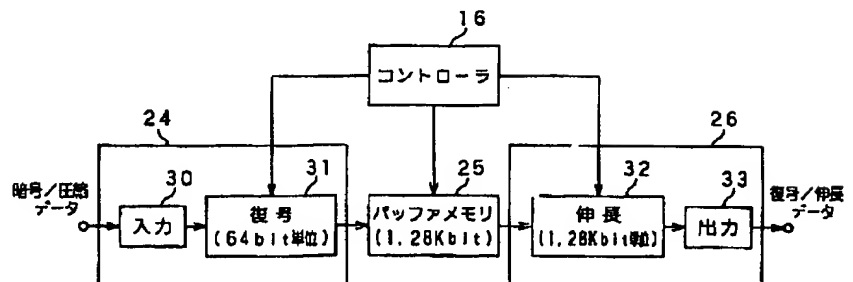 16
コントローラ
24
26
暗号/圧縮
データ
30
入力
31
復号
(64bit単位)
25
バッファメモリ
(1,28Kbit)
32
伸長
(1,28Kbit単位)
33
出力
復号/伸長
データ